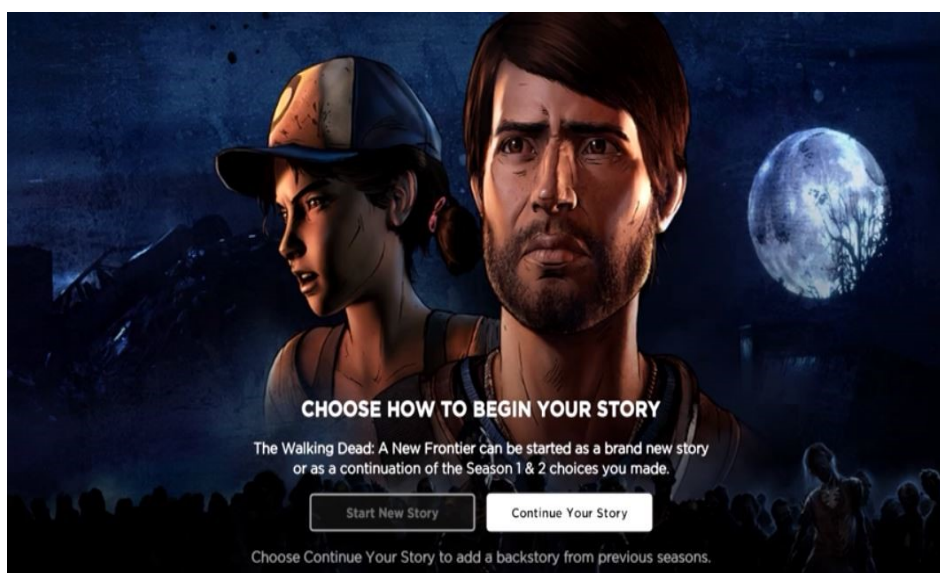 CHOOSE HOW TO BEGIN YOUR STORY
The Walking Dead: A New Frontier can be started as a brand new story
or as a continuation of the Season 1 & 2 choices you made.
Start New Story
Continue Your Story
Choose Continue Your Story to add a backstory from previous seasons.